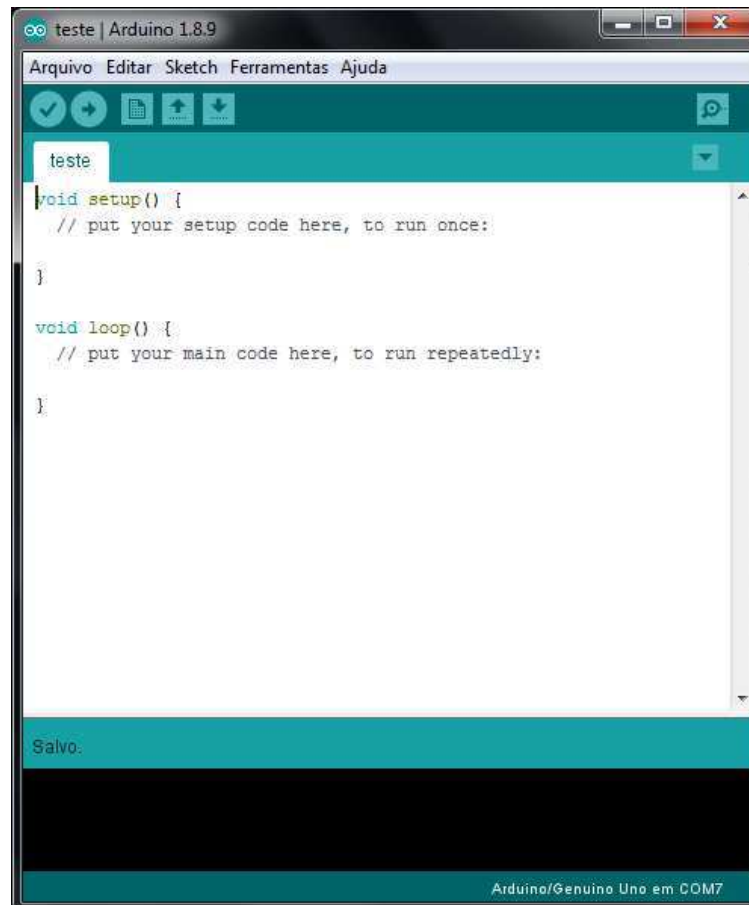 teste | Arduino 1.8.9
Arquivo Editar Sketch Ferramentas Ajuda
teste
void setup() {
  // put your setup code here, to run once:
}
void loop() {
  // put your main code here, to run repeatedly:
}
Salvo.
Arduino/Genuino Uno em COM7